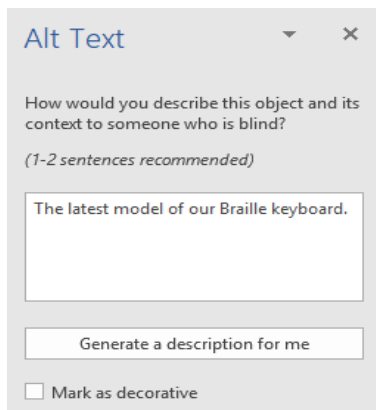 Alt Text
How would you describe this object and its
context to someone who is blind?
(1-2 sentences recommended)
The latest model of our Braille keyboard.
Generate a description for me
Mark as decorative